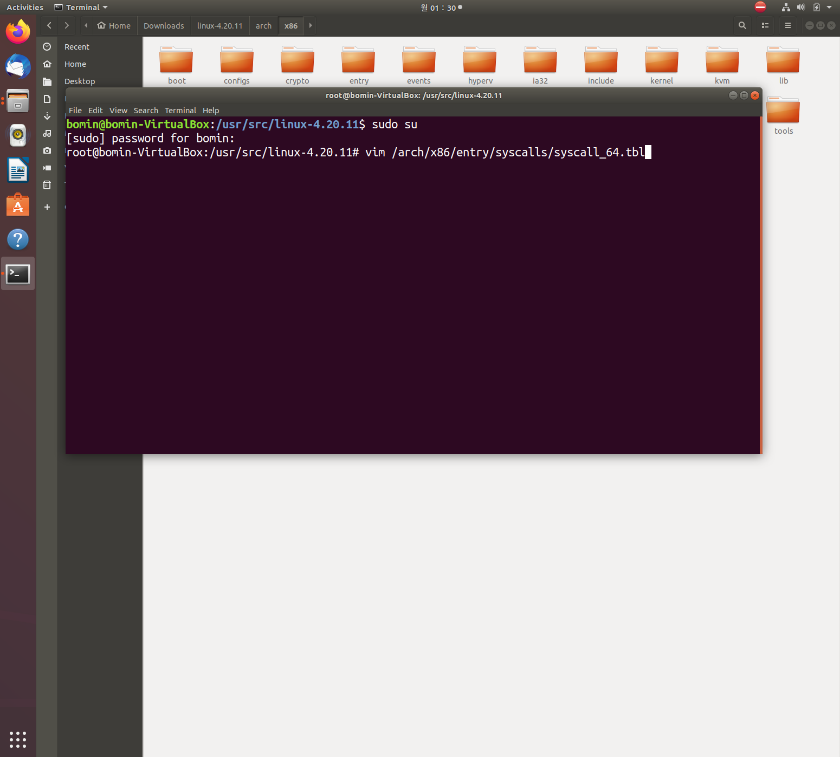 Activities
Terminal
원 01 : 30
Home
Downloads
linux-4.20.11
arch
x86
Recent
Home
Desktop
boot
configs
crypto
entry
events
hyperv
ia32
include
kernel
kvm
lib
tools
root@bomin-VirtualBox: /usr/src/linux-4.20.11
File Edit View Search Terminal Help
bomin@bomin-VirtualBox:/usr/src/linux-4.20.11$ sudo su
[sudo] password for bomin:
root@bomin-VirtualBox:/usr/src/linux-4.20.11# vim /arch/x86/entry/syscalls/syscall_64.tbl